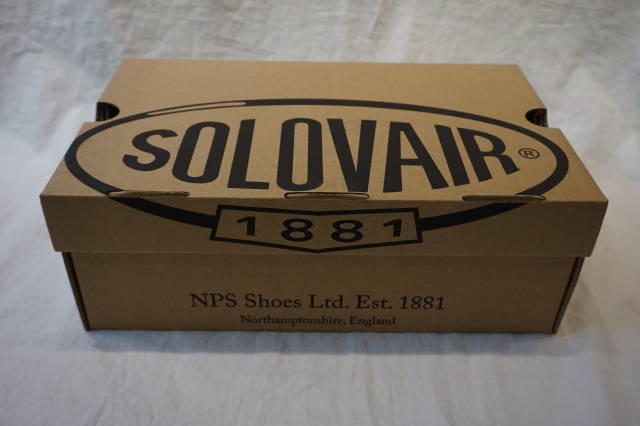 SOLOVAIR®
1881
NPS Shoes Ltd. Est. 1881
Northamptonshire, England